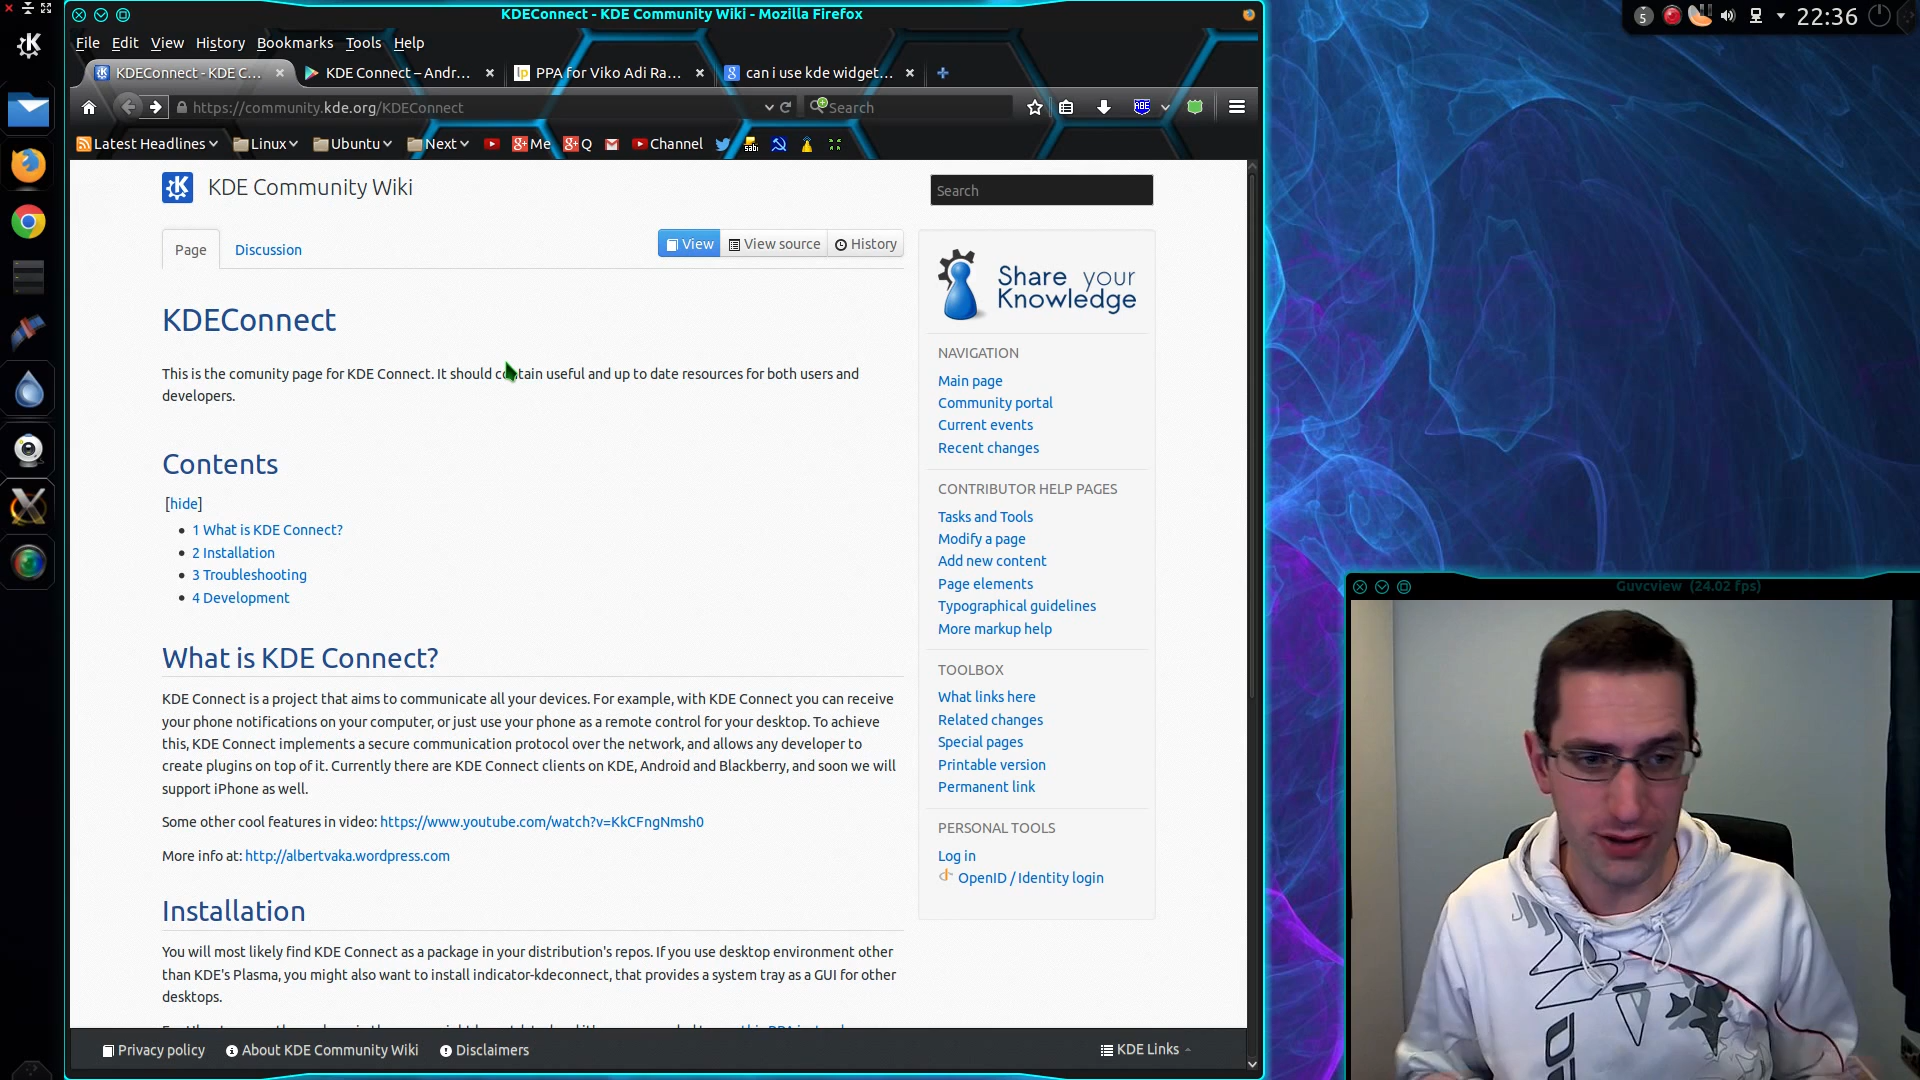 KDEConnect - KDE Community Wiki - Mozilla Firefox
5
22:36
File Edit View History Bookmarks Tools Help
KDEConnect - KDE C...
KDE Connect – Andr...
PPA for Viko Adi Ra...
can i use kde widget...
https://community.kde.org/KDEConnect
Search
ABE
Latest Headlines
Linux
Ubuntu
Next
Me
Q
Channel
KDE Community Wiki
Search
Page
Discussion
View
View source
History
KDEConnect
This is the comunity page for KDE Connect. It should contain useful and up to date resources for both users and
developers.
Contents
[hide]
1 What is KDE Connect?
2 Installation
3 Troubleshooting
4 Development
What is KDE Connect?
KDE Connect is a project that aims to communicate all your devices. For example, with KDE Connect you can receive
your phone notifications on your computer, or just use your phone as a remote control for your desktop. To achieve
this, KDE Connect implements a secure communication protocol over the network, and allows any developer to
create plugins on top of it. Currently there are KDE Connect clients on KDE, Android and Blackberry, and soon we will
support iPhone as well.
Some other cool features in video: https://www.youtube.com/watch?v=KkCFngNmsh0
More info at: http://albertvaka.wordpress.com
Installation
You will most likely find KDE Connect as a package in your distribution's repos. If you use desktop environment other
than KDE's Plasma, you might also want to install indicator-kdeconnect, that provides a system tray as a GUI for other
desktops.
Share your
Knowledge
NAVIGATION
Main page
Community portal
Current events
Recent changes
CONTRIBUTOR HELP PAGES
Tasks and Tools
Modify a page
Add new content
Page elements
Typographical guidelines
More markup help
TOOLBOX
What links here
Related changes
Special pages
Printable version
Permanent link
PERSONAL TOOLS
Log in
OpenID / Identity login
Privacy policy
About KDE Community Wiki
Disclaimers
KDE Links
Guvcview (24.02 fps)